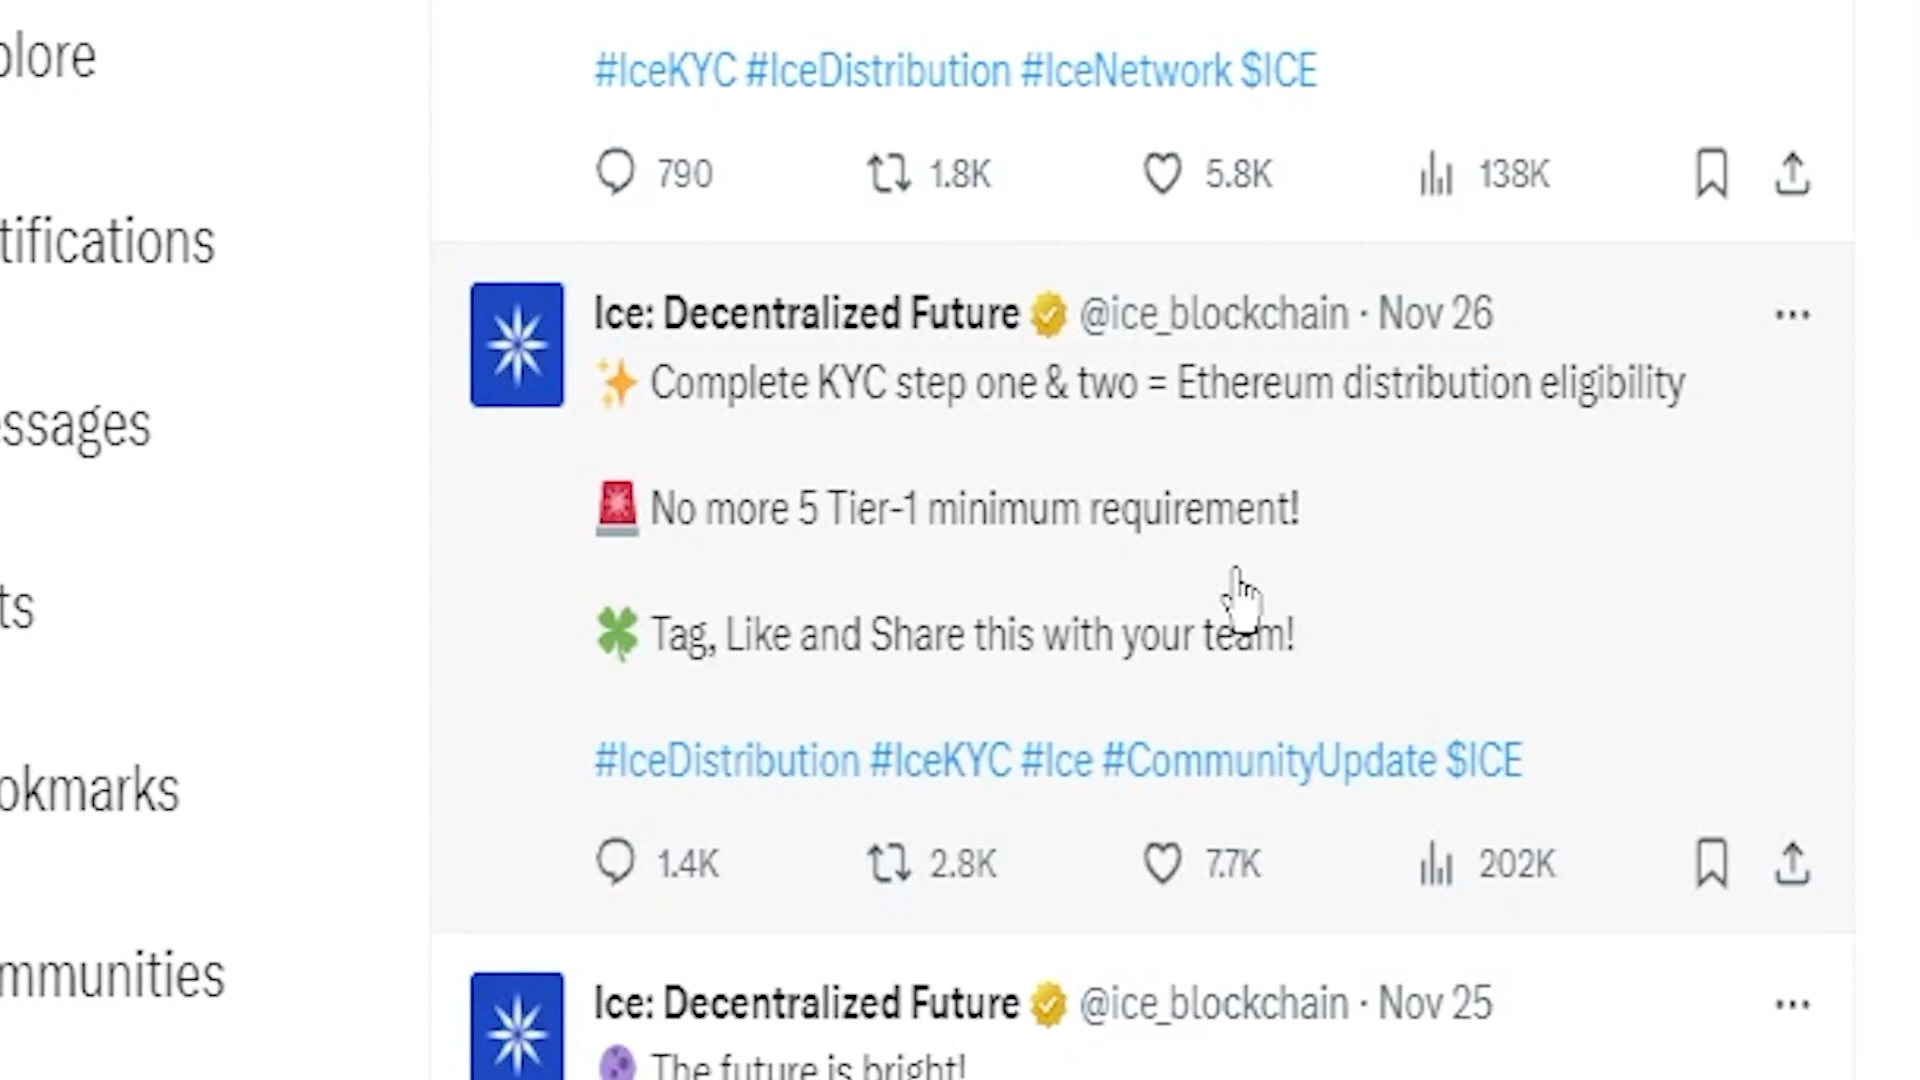 plore
#IceKYC #IceDistribution #IceNetwork $ICE
790 1.8K 5.8K 138K
tifications
Ice: Decentralized Future @ice_blockchain · Nov 26
✨ Complete KYC step one & two = Ethereum distribution eligibility
essages
🚨 No more 5 Tier-1 minimum requirement!
ts
🍀 Tag, Like and Share this with your team!
okmarks
#IceDistribution #IceKYC #Ice #CommunityUpdate $ICE
1.4K 2.8K 7.7K 202K
mmunities
Ice: Decentralized Future @ice_blockchain · Nov 25
The future is bright!